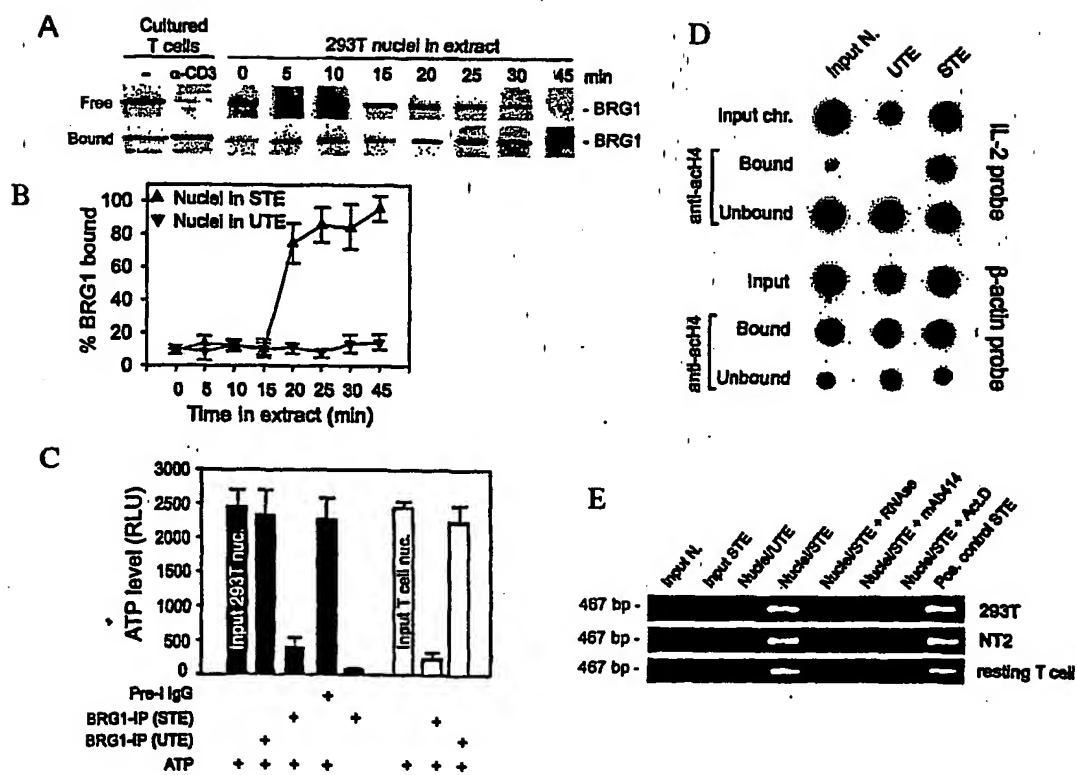 A
Cultured
T cells
293T nuclei in extract
- α-CD3 0 5 10 15 20 25 30 45 min
Free - BRG1
Bound - BRG1
B
▲ Nuclei in STE
▼ Nuclei in UTE
% BRG1 bound
100
80
60
40
20
0
0 5 10 15 20 25 30 45
Time in extract (min)
C
ATP level (RLU)
3000
2500
2000
1500
1000
500
0
Input 293T nuc.
Input T cell nuc.
Pre-I IgG +
BRG1-IP (STE) + + +
BRG1-IP (UTE) + +
ATP + + + + + + +
D
Input N. UTE STE
Input chr.
anti-acH4
Bound
Unbound
IL-2 probe
Input
anti-acH4
Bound
Unbound
β-actin probe
E
Input N.
Input STE
Nuclei/UTE
Nuclei/STE
Nuclei/STE + RNAse
Nuclei/STE + mAb414
Nuclei/STE + Act.D
Pos. control STE
467 bp - 293T
467 bp - NT2
467 bp - resting T cell